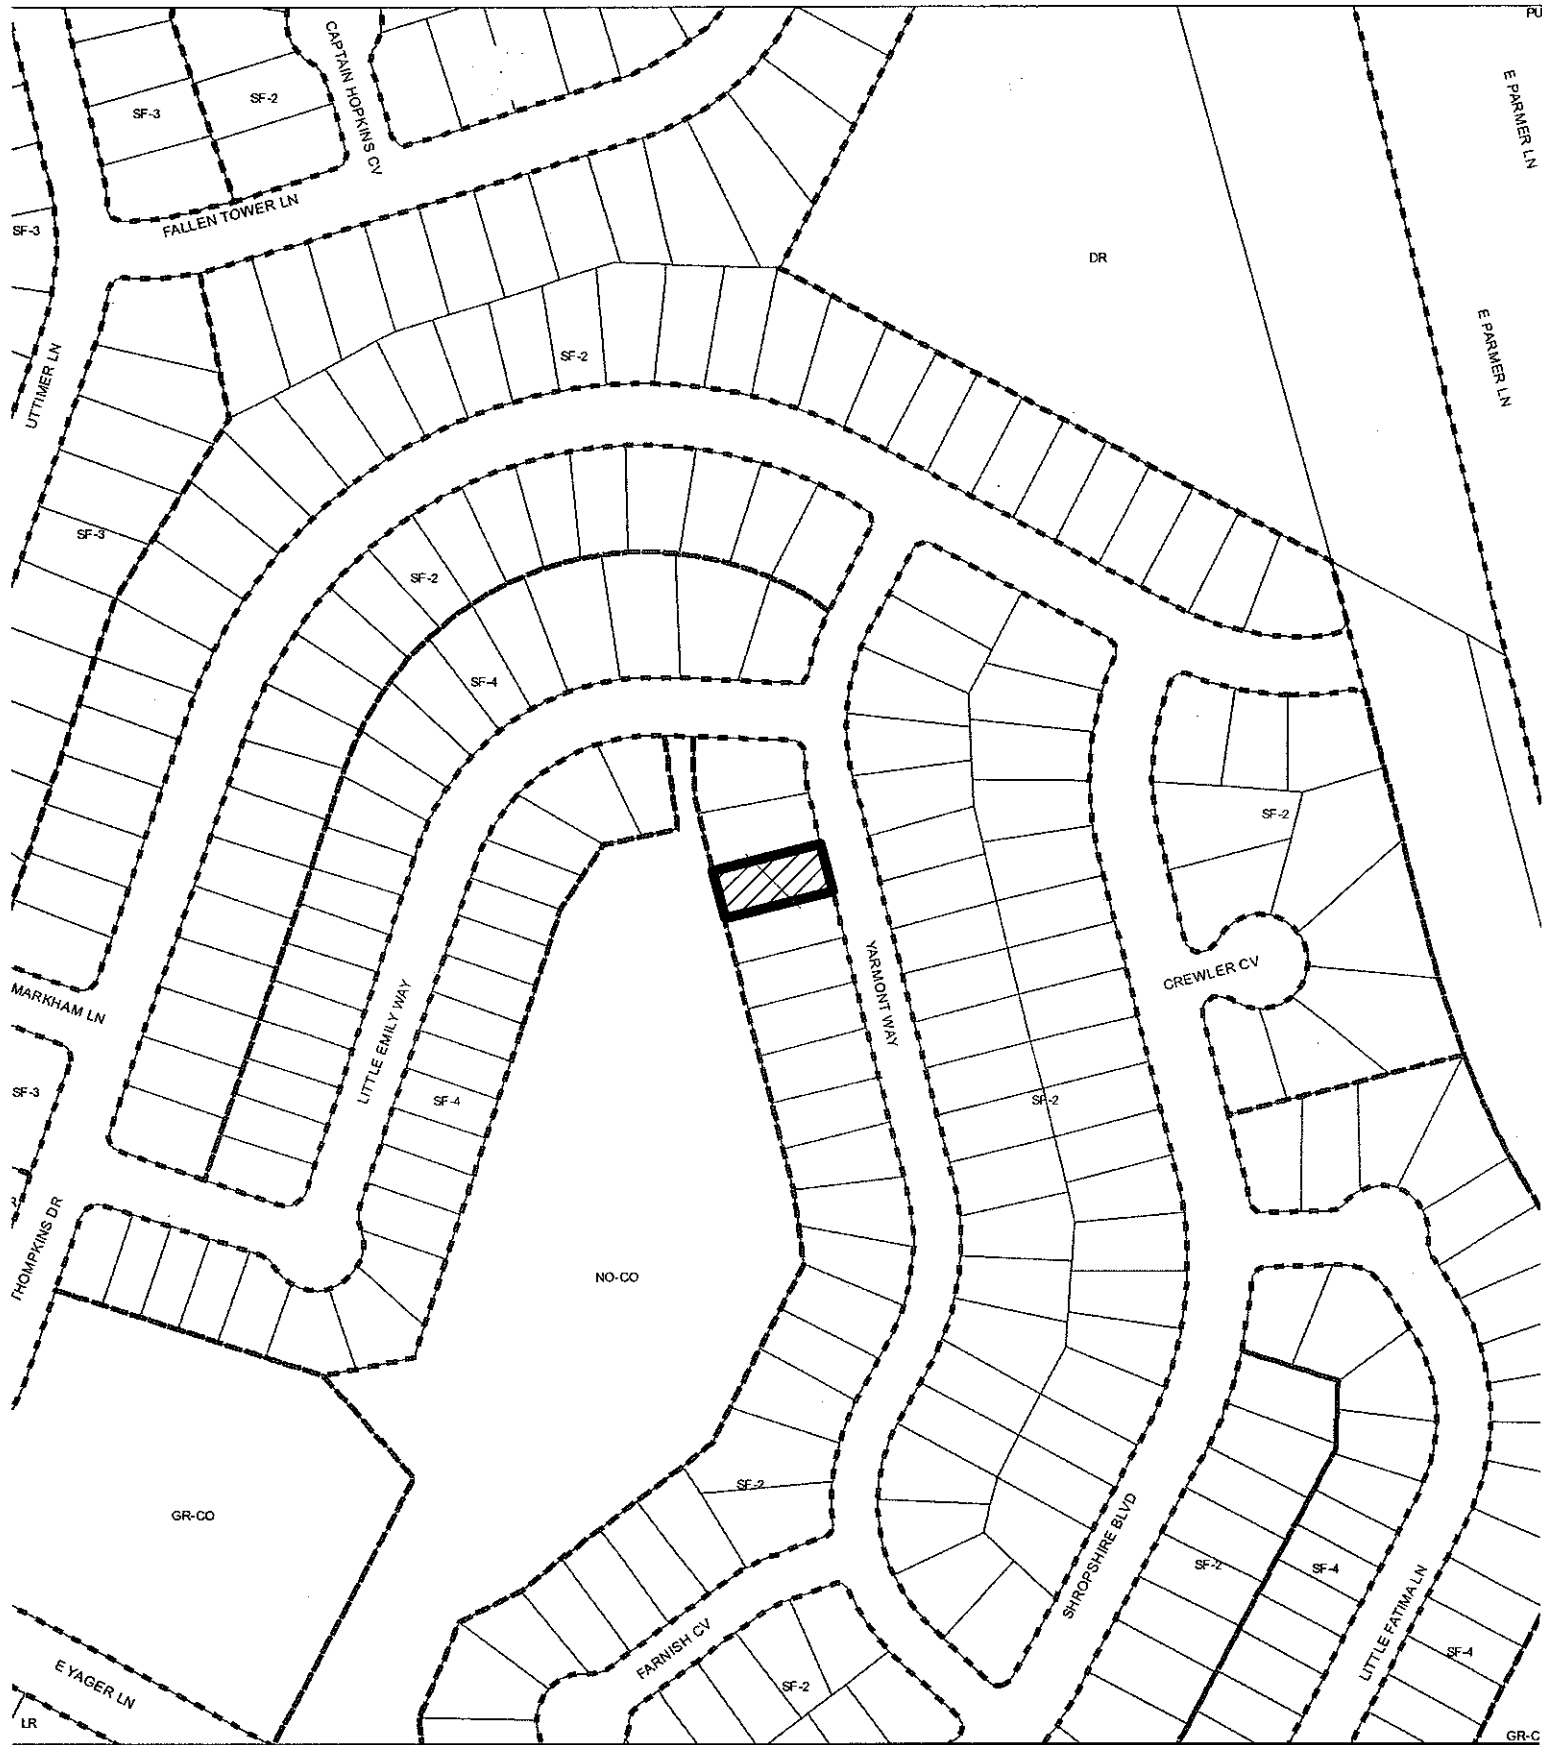 PU
CAPTAIN HOPKINS CV
E PARMER LN
SF-2
SF-3
FALLEN TOWER LN
SF-3
DR
E PARMER LN
SF-2
UTTIMER LN
SF-3
SF-2
SF-4
SF-2
YARMONT WAY
CREWLER CV
MARKHAM LN
LITTLE EMILY WAY
SF-3
SF-4
SF-2
THOMPKINS DR
NO-CO
SF-2
GR-CO
SHROPSHIRE BLVD
SF-2
SF-4
LITTLE FATIMA LN
FARNISH CV
SF-4
E YAGER LN
SF-2
LR
GR-C